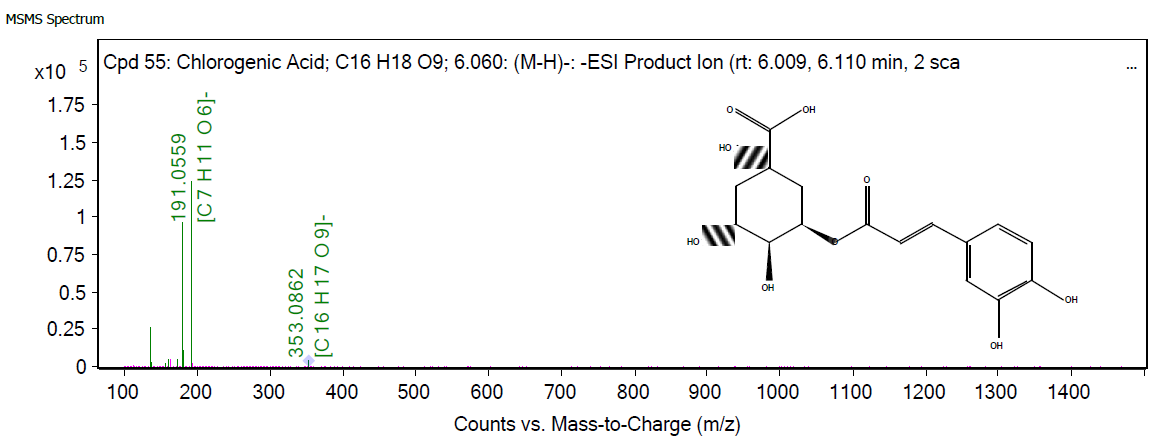 MSMS Spectrum
x10 5
Cpd 55: Chlorogenic Acid; C16 H18 O9; 6.060: (M-H)-: -ESI Product Ion (rt: 6.009, 6.110 min, 2 sca ...
1.75
1.5
1.25
1
0.75
0.5
0.25
0
191.0559
[C7 H11 O6]-
353.0862
[C16 H17 O9]-
O
OH
HO
O
HO
O
OH
OH
OH
100 200 300 400 500 600 700 800 900 1000 1100 1200 1300 1400
Counts vs. Mass-to-Charge (m/z)